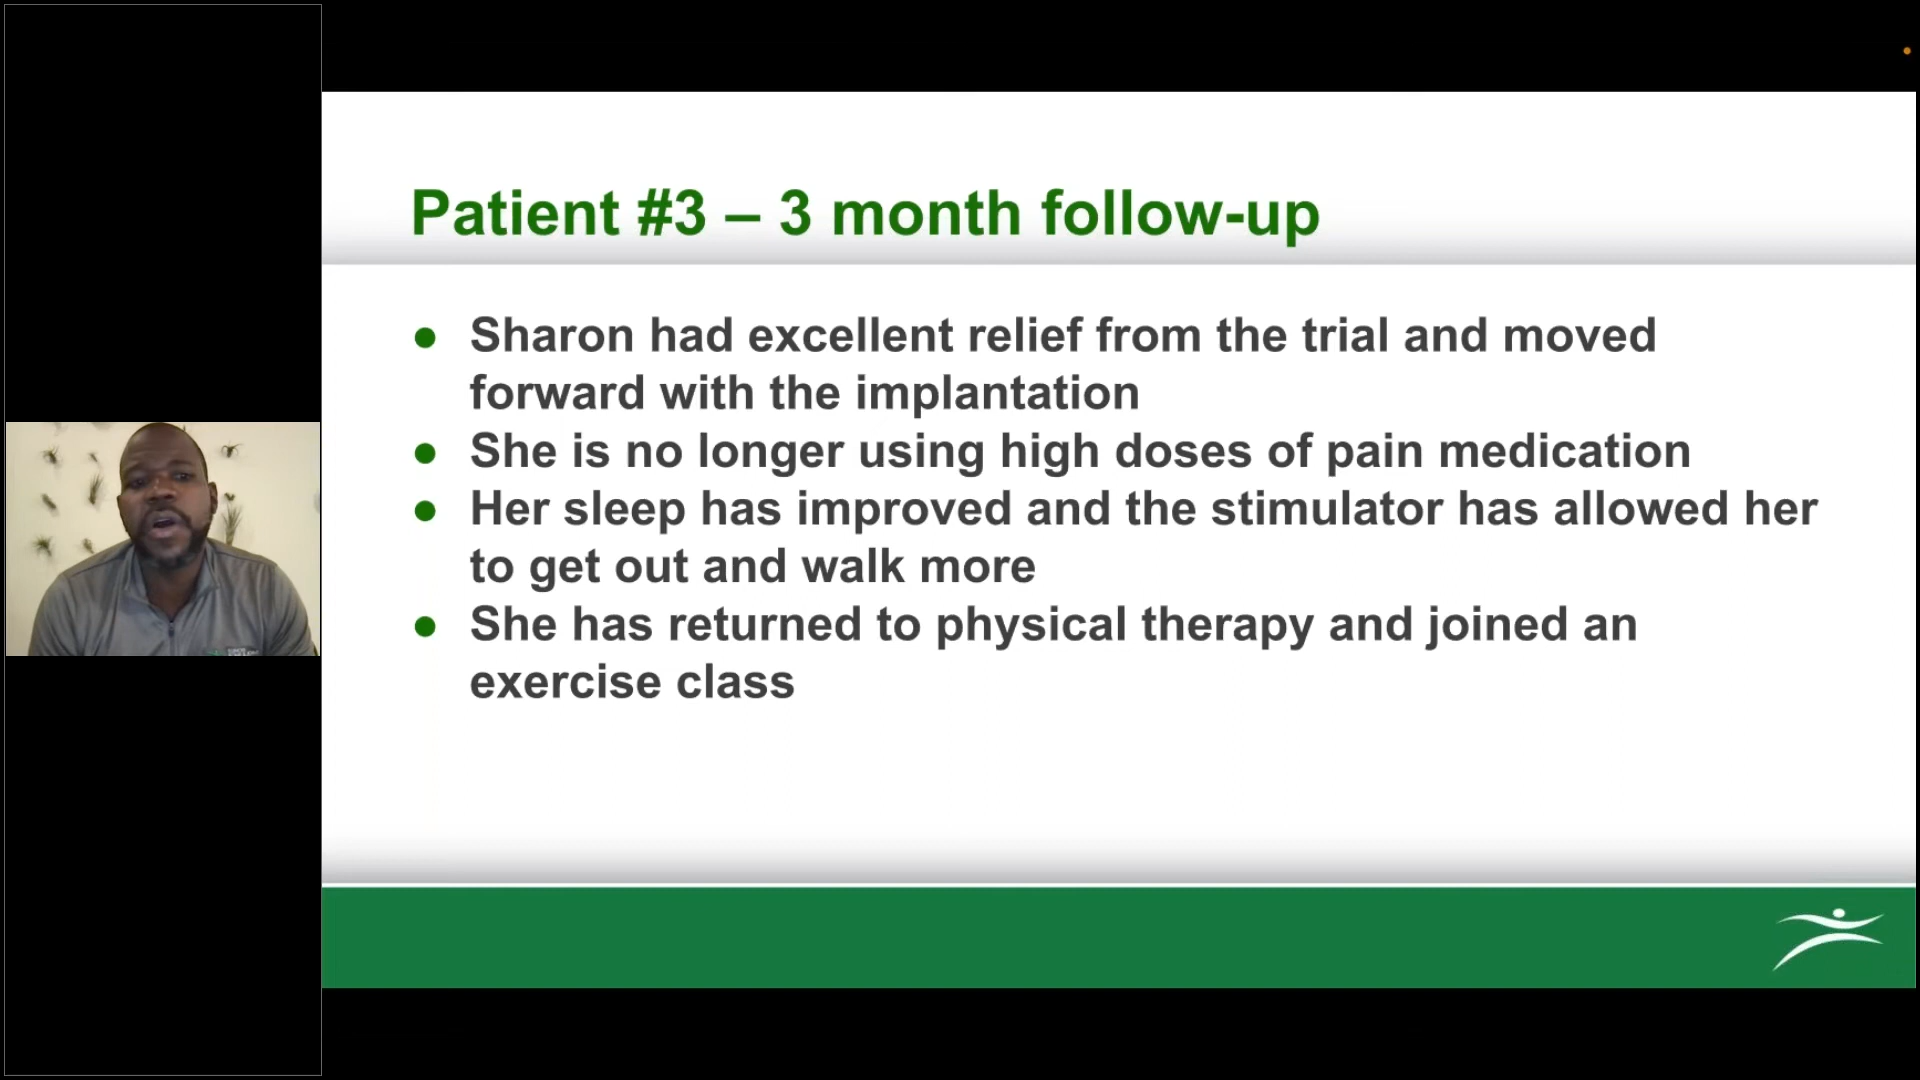 Patient #3 – 3 month follow-up
● Sharon had excellent relief from the trial and moved
forward with the implantation
● She is no longer using high doses of pain medication
● Her sleep has improved and the stimulator has allowed her
to get out and walk more
● She has returned to physical therapy and joined an
exercise class